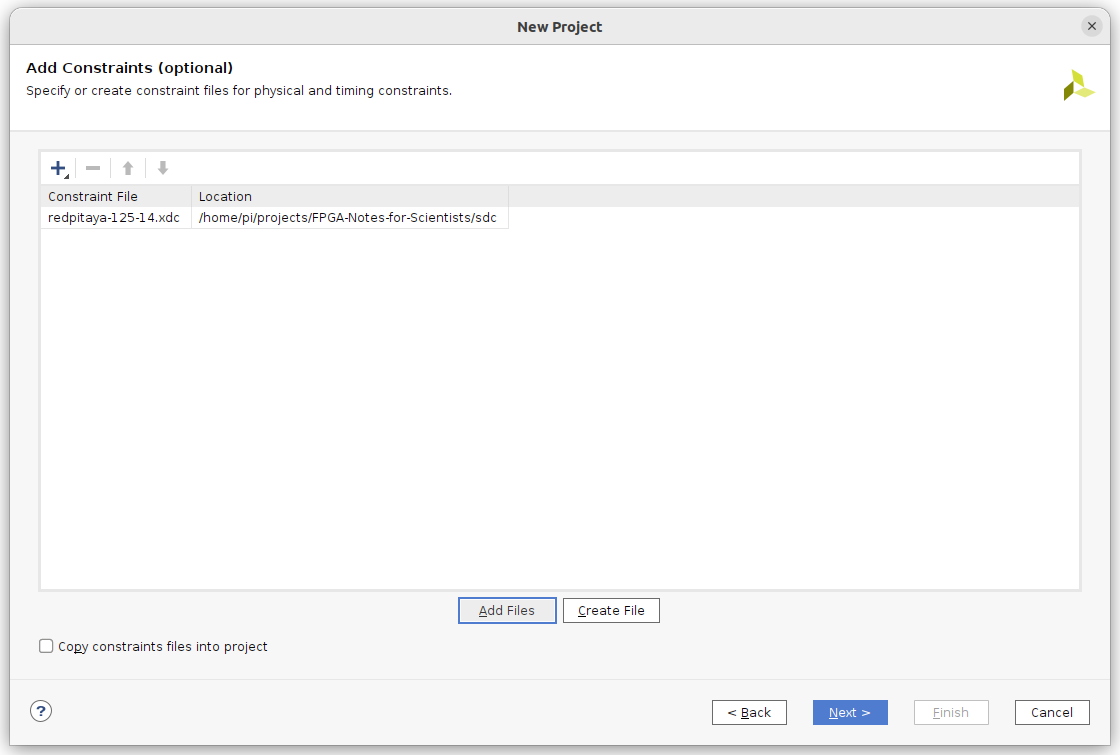 New Project
Add Constraints (optional)
Specify or create constraint files for physical and timing constraints.
Constraint File Location
redpitaya-125-14.xdc /home/pi/projects/FPGA-Notes-for-Scientists/sdc
Add Files Create File
Copy constraints files into project
? < Back Next > Finish Cancel